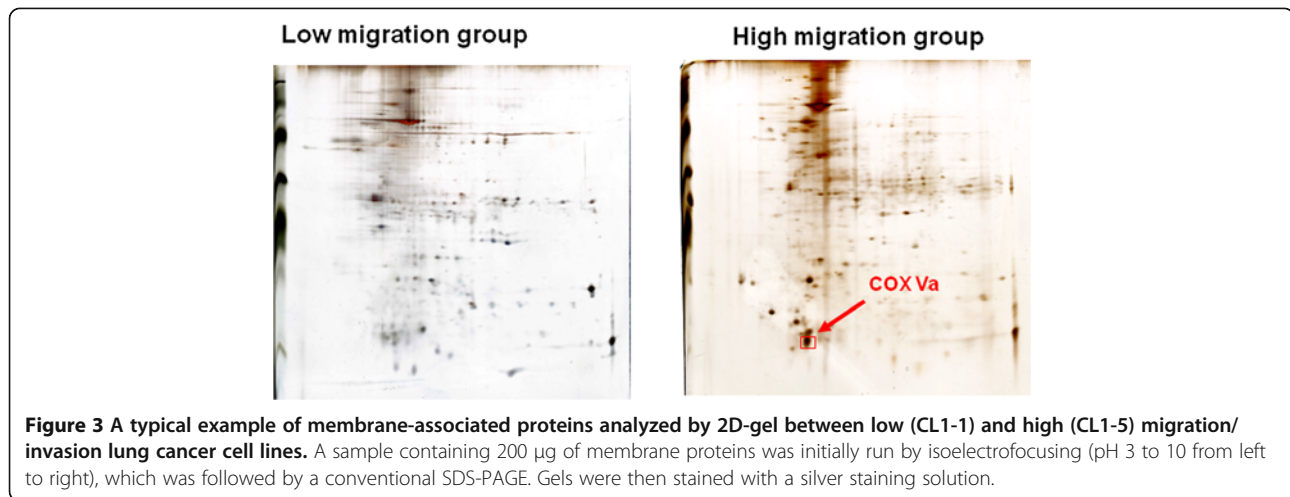 Low migration group
High migration group
COX Va
Figure 3 A typical example of membrane-associated proteins analyzed by 2D-gel between low (CL1-1) and high (CL1-5) migration/
invasion lung cancer cell lines. A sample containing 200 μg of membrane proteins was initially run by isoelectrofocusing (pH 3 to 10 from left
to right), which was followed by a conventional SDS-PAGE. Gels were then stained with a silver staining solution.